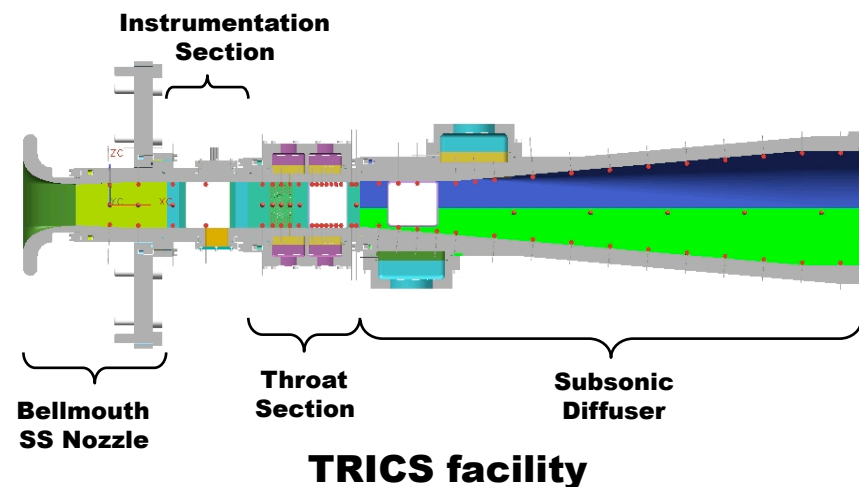 Instrumentation
Section
ZC
XC
Bellmouth
SS Nozzle
Throat
Section
Subsonic
Diffuser
TRICS facility